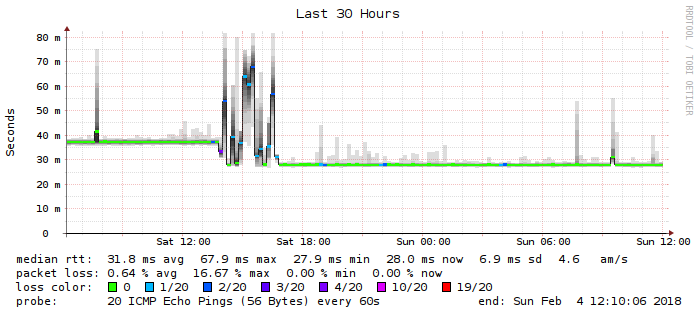 Last 30 Hours
RRDTOOL / TOBI OETIKER
Seconds
80 m
70 m
60 m
50 m
40 m
30 m
20 m
10 m
0
Sat 12:00 Sat 18:00 Sun 00:00 Sun 06:00 Sun 12:00
median rtt: 31.8 ms avg 67.9 ms max 27.9 ms min 28.0 ms now 6.9 ms sd 4.6 am/s
packet loss: 0.64 % avg 16.67 % max 0.00 % min 0.00 % now
loss color: 0 1/20 2/20 3/20 4/20 10/20 19/20
probe: 20 ICMP Echo Pings (56 Bytes) every 60s end: Sun Feb 4 12:10:06 2018